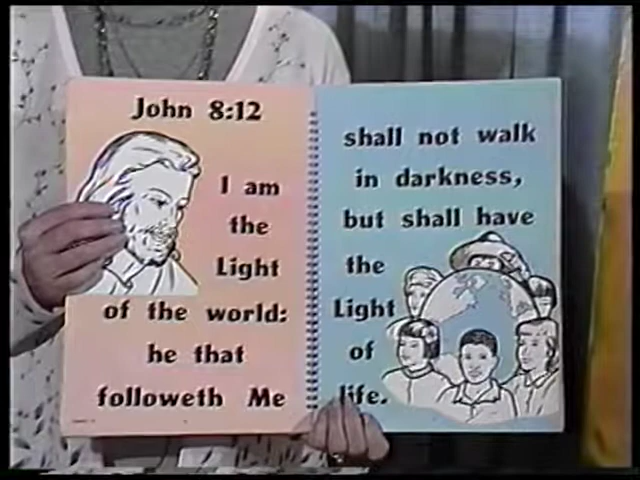 John 8:12
I am
the
Light
of the world:
he that
followeth Me
shall not walk
in darkness,
but shall have
the
Light
of
life.